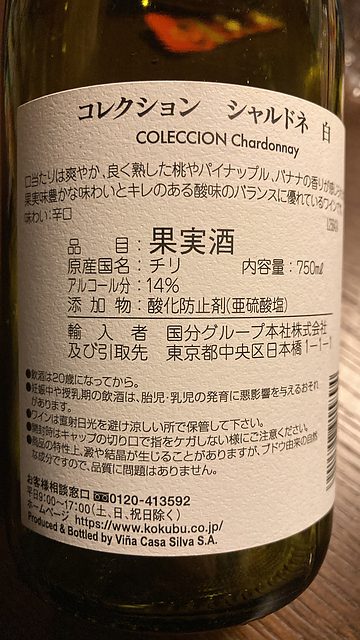 コレクション シャルドネ 白
COLECCION Chardonnay
口当たりは爽やか、良く熟した桃やパイナップル、バナナの香りが
果実味豊かな味わいとキレのある酸味のバランスに優れているワイン
味わい:辛口
品目:果実酒
原産国名:チリ 内容量:750ml
アルコール分:14%
添加物:酸化防止剤(亜硫酸塩)
輸入者 国分グループ本社株式会社
及び引取先 東京都中央区日本橋1-1-1
●飲酒は20歳になってから。
●妊娠中や授乳期の飲酒は、胎児・乳児の発育に悪影響を与えるおそれ
があります。
●ワインは直射日光を避け涼しい所で保管して下さい。
●開封時はキャップの切り口で指をケガしない様にご注意ください。
●商品の特性上、澱や結晶が生じることがありますが、ブドウ由来の自然
な成分ですので、品質に問題はありません。
お客様相談窓口 0120-413592
平日9:00〜17:00(土、日、祝日除く)
ホームページ https://www.kokubu.co.jp/
Produced & Bottled by Viña Casa Silva S.A.